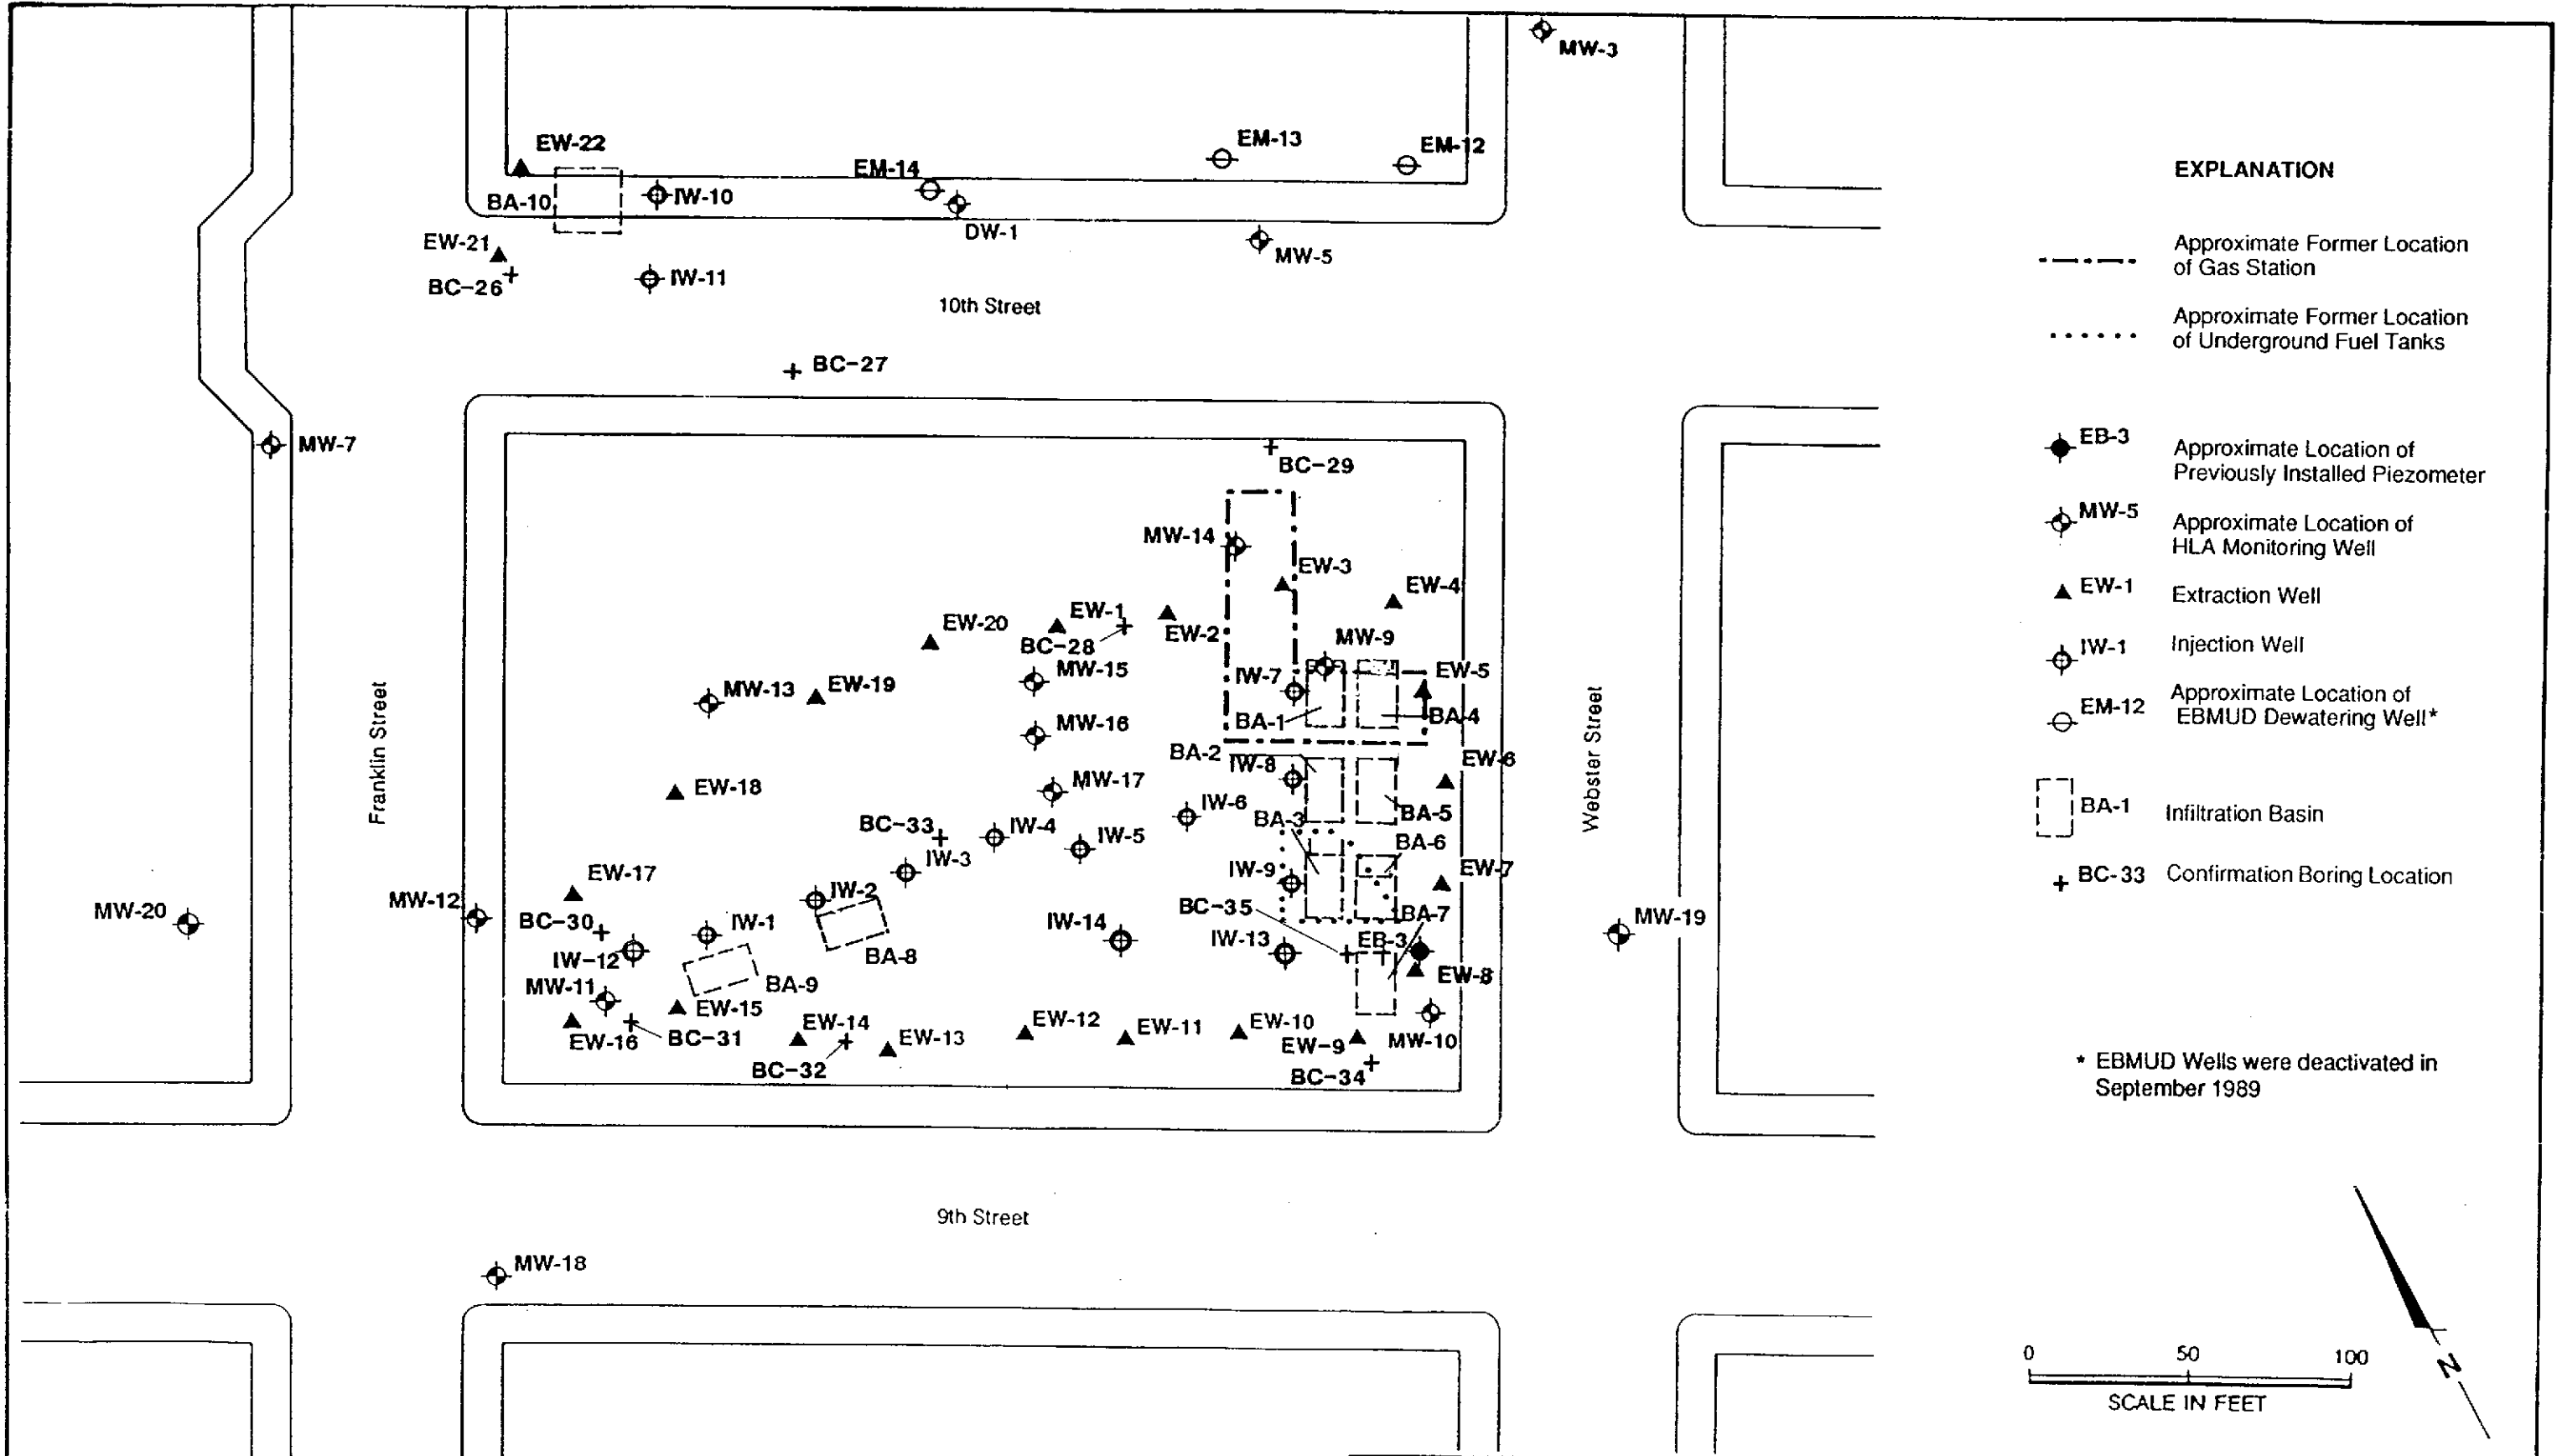 MW-3
EW-22
EM-13
EM-12
EM-14
BA-10
IW-10
DW-1
EW-21
MW-5
BC-26
IW-11
10th Street
BC-27
MW-7
BC-29
MW-14
EW-3
EW-4
EW-1
EW-20
EW-2
BC-28
MW-9
MW-15
IW-7
EW-5
MW-13
EW-19
BA-1
BA-4
MW-16
BA-2
IW-8
EW-6
EW-18
MW-17
IW-6
BA-3
BA-5
BC-33
IW-4
IW-5
BA-6
IW-3
EW-17
IW-9
EW-7
MW-12
IW-2
BC-35
BA-7
MW-20
BC-30
IW-1
IW-14
IW-13
EB-3
MW-19
IW-12
BA-8
EW-8
MW-11
BA-9
EW-15
EW-14
EW-12
EW-11
EW-10
EW-16
BC-31
EW-13
EW-9
MW-10
BC-32
BC-34
Franklin Street
Webster Street
9th Street
MW-18
EXPLANATION
Approximate Former Location
of Gas Station
Approximate Former Location
of Underground Fuel Tanks
EB-3
Approximate Location of
Previously Installed Piezometer
MW-5
Approximate Location of
HLA Monitoring Well
EW-1
Extraction Well
IW-1
Injection Well
EM-12
Approximate Location of
EBMUD Dewatering Well*
BA-1
Infiltration Basin
BC-33
Confirmation Boring Location
* EBMUD Wells were deactivated in
September 1989
N
0 50 100
SCALE IN FEET